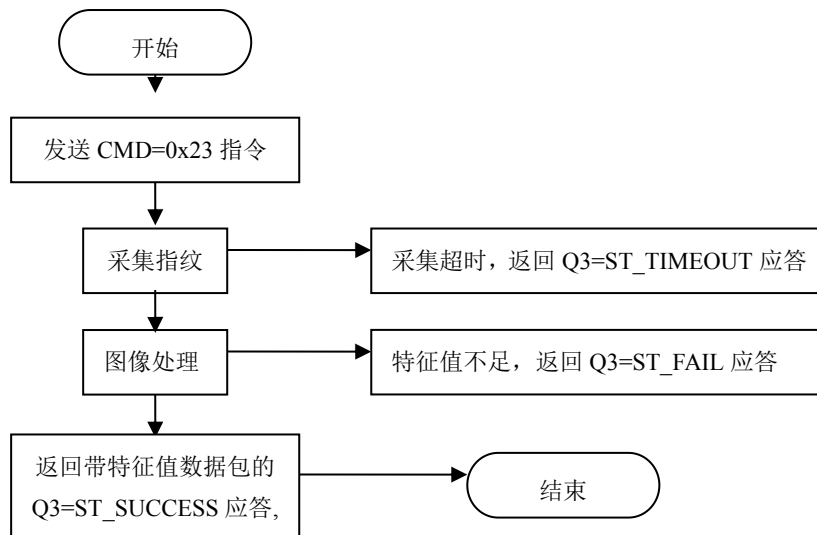 开始
发送 CMD=0x23 指令
采集指纹
采集超时，返回 Q3=ST_TIMEOUT 应答
图像处理
特征值不足，返回 Q3=ST_FAIL 应答
返回带特征值数据包的
Q3=ST_SUCCESS 应答,
结束